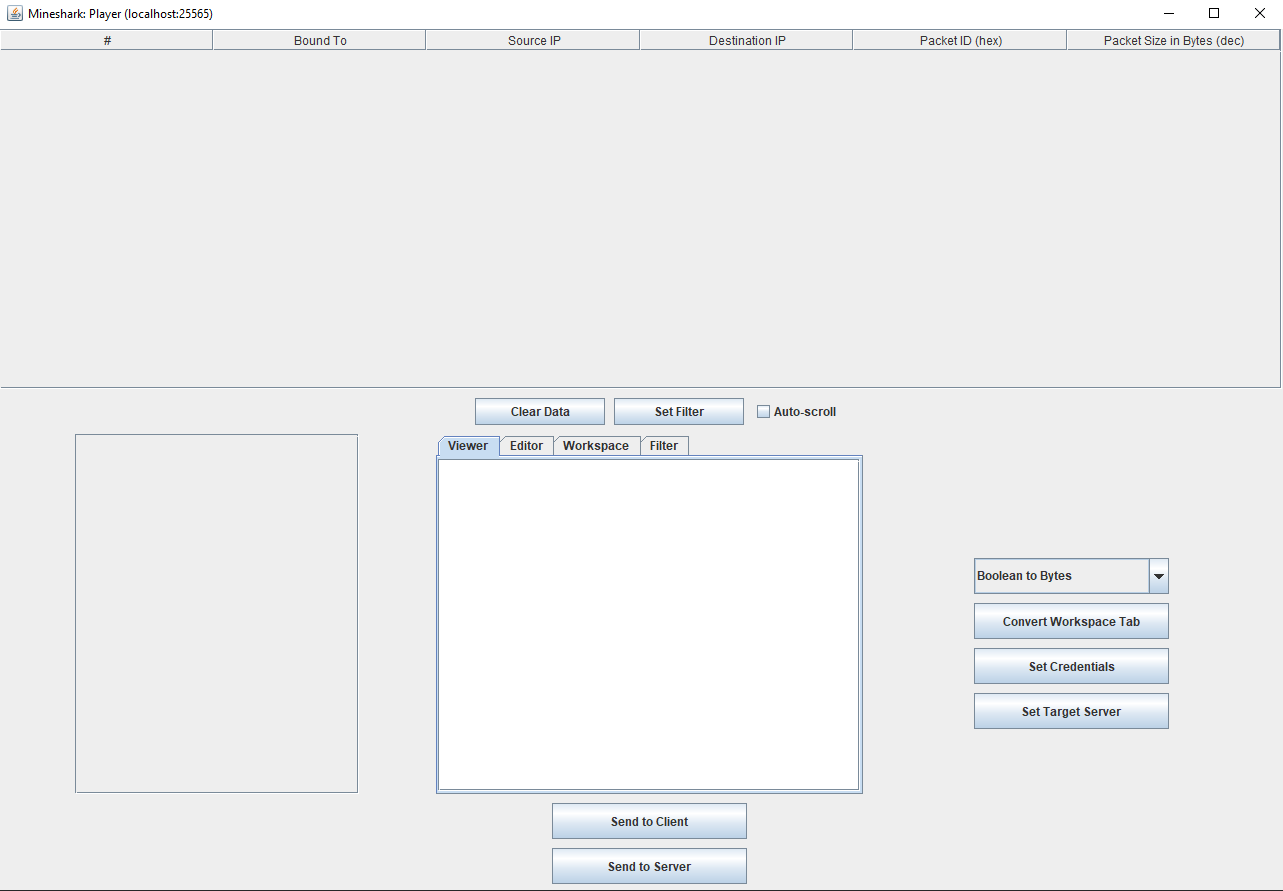 Mineshark: Player (localhost:25565)
# Bound To Source IP Destination IP Packet ID (hex) Packet Size in Bytes (dec)
Clear Data Set Filter Auto-scroll
Viewer Editor Workspace Filter
Boolean to Bytes
Convert Workspace Tab
Set Credentials
Set Target Server
Send to Client
Send to Server